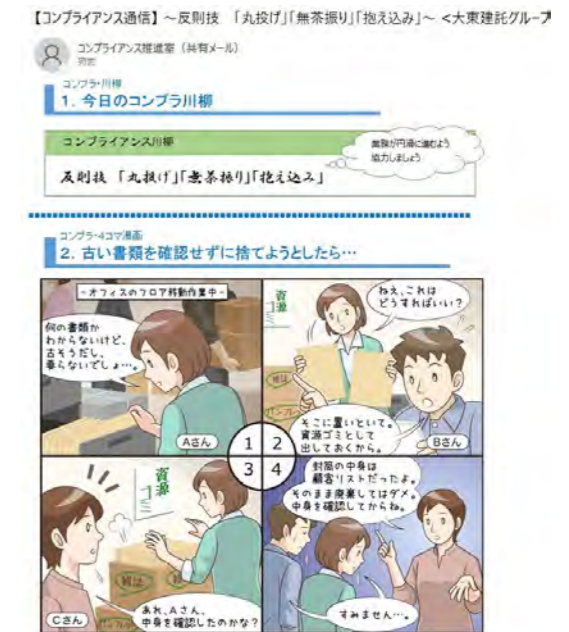 【コンプライアンス通信】～反則技 「丸投げ」「無茶振り」「抱え込み」～ <大東建託グループ
コンプライアンス推進室（共有メール）
宛先
コンプラ・川柳
1. 今日のコンプラ川柳
コンプライアンス川柳
業務が円滑に進むよう
協力しましょう
反則技 「丸投げ」「無茶振り」「抱え込み」
コンプラ・4コマ漫画
2. 古い書類を確認せずに捨てようとしたら…
-オフィスのフロア移動作業中-
何の書類か
わからないけど、
古そうだし、
要らないでしょ…。
Aさん
1
資源
ねえ、これは
どうすればいい？
雑誌
パンフレット
そこに置いといて。
資源ゴミとして
出しておくから。
Bさん
2
3
資源
ゴミ
雑誌
あれ、Aさん、
中身を確認したのかな？
Cさん
4
封筒の中身は
顧客リストだったよ。
そのまま廃棄してはダメ。
中身を確認してからね。
すみません…。